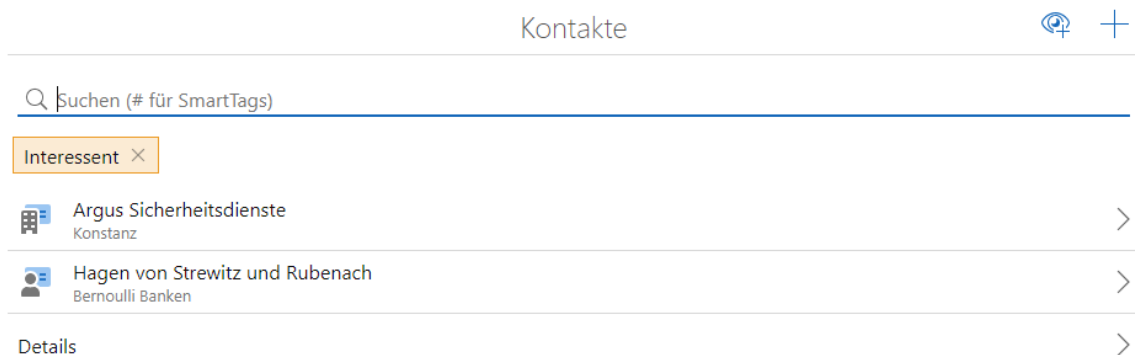 Kontakte
Suchen (# für SmartTags)
Interessent
Argus Sicherheitsdienste
Konstanz
Hagen von Strewitz und Rubenach
Bernoulli Banken
Details